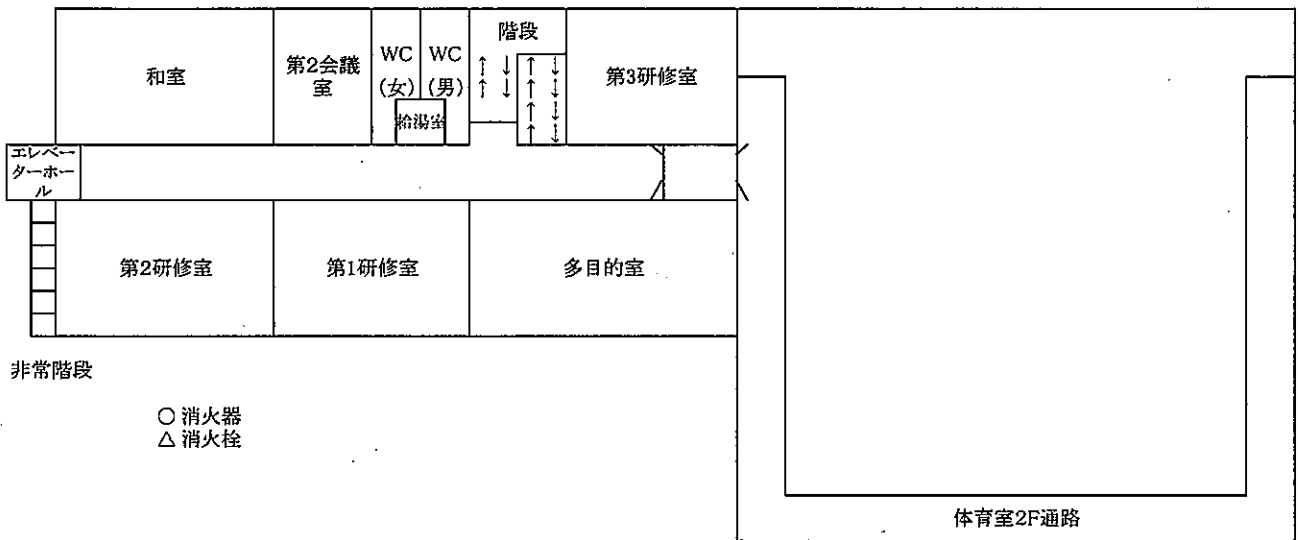 階段
和室
第2会議
室
WC
(女)
WC
(男)
給湯室
第3研修室
エレベー
ターホー
ル
第2研修室
第1研修室
多目的室
非常階段
○ 消火器
△ 消火栓
体育室2F通路